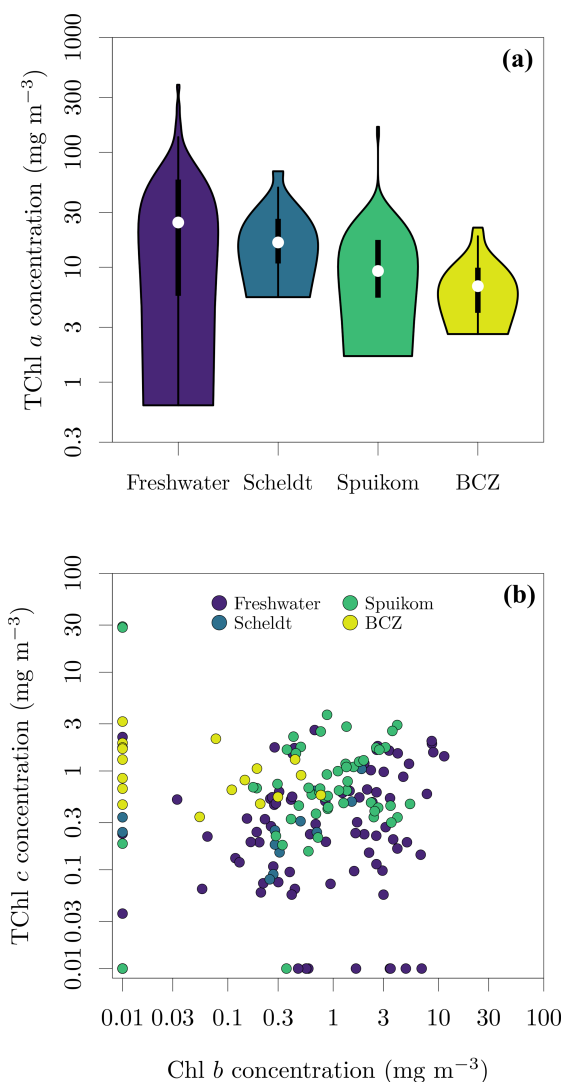 (a)
TChl a concentration (mg m−3)
1000
300
100
30
10
3
1
0.3
Freshwater Scheldt Spuikom BCZ
(b)
TChl c concentration (mg m−3)
100
30
10
3
1
0.3
0.1
0.03
0.01
Freshwater Spuikom
Scheldt BCZ
0.01 0.03 0.1 0.3 1 3 10 30 100
Chl b concentration (mg m−3)